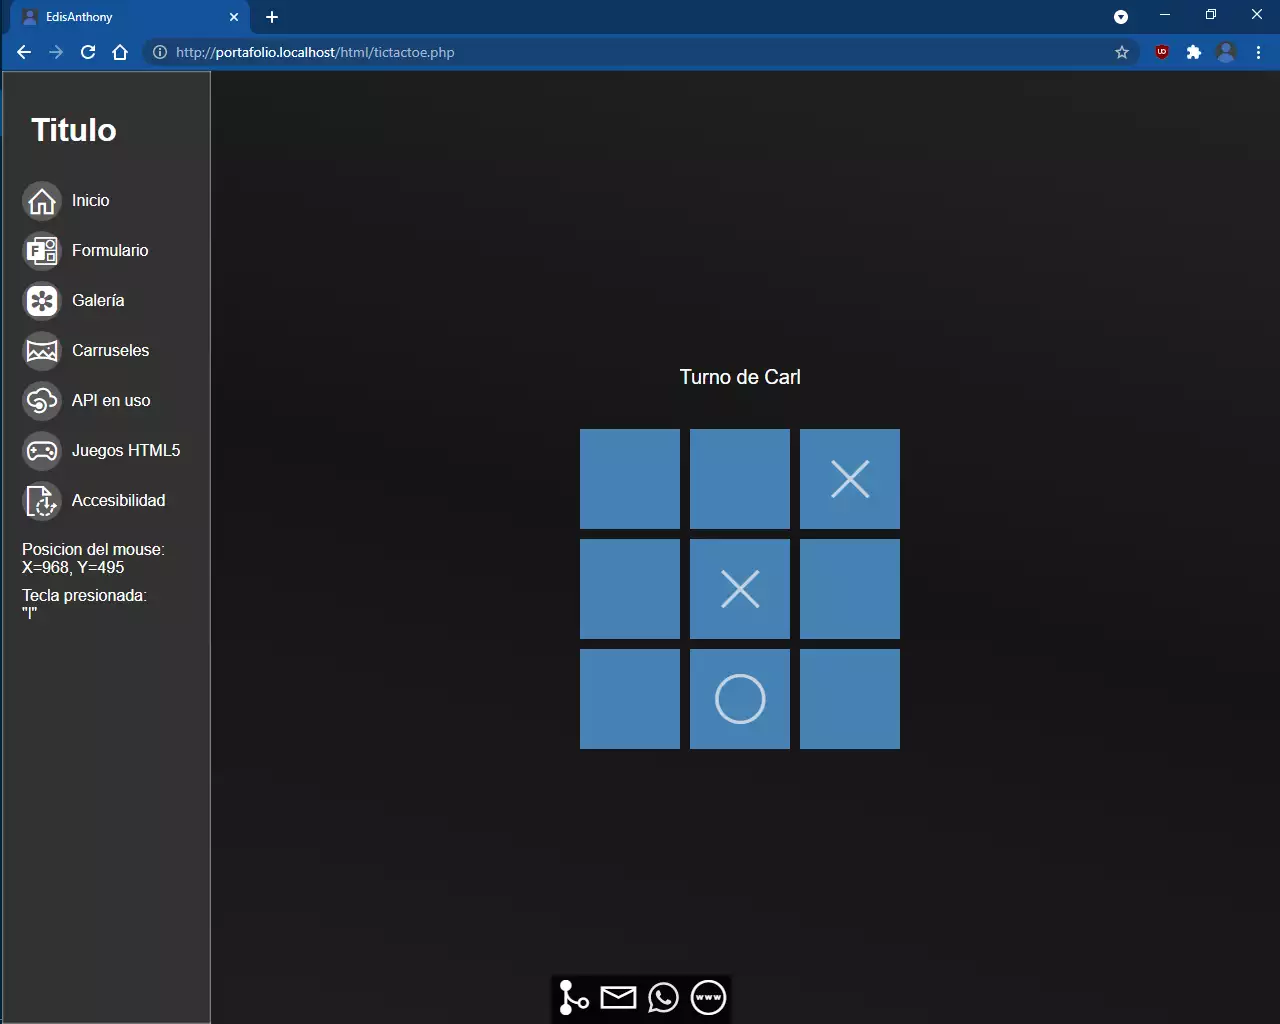 EdisAnthony
http://portafolio.localhost/html/tictactoe.php
Titulo
Inicio
Formulario
Galería
Carruseles
API en uso
Juegos HTML5
Accesibilidad
Posicion del mouse:
X=968, Y=495
Tecla presionada:
"l"
Turno de Carl
www